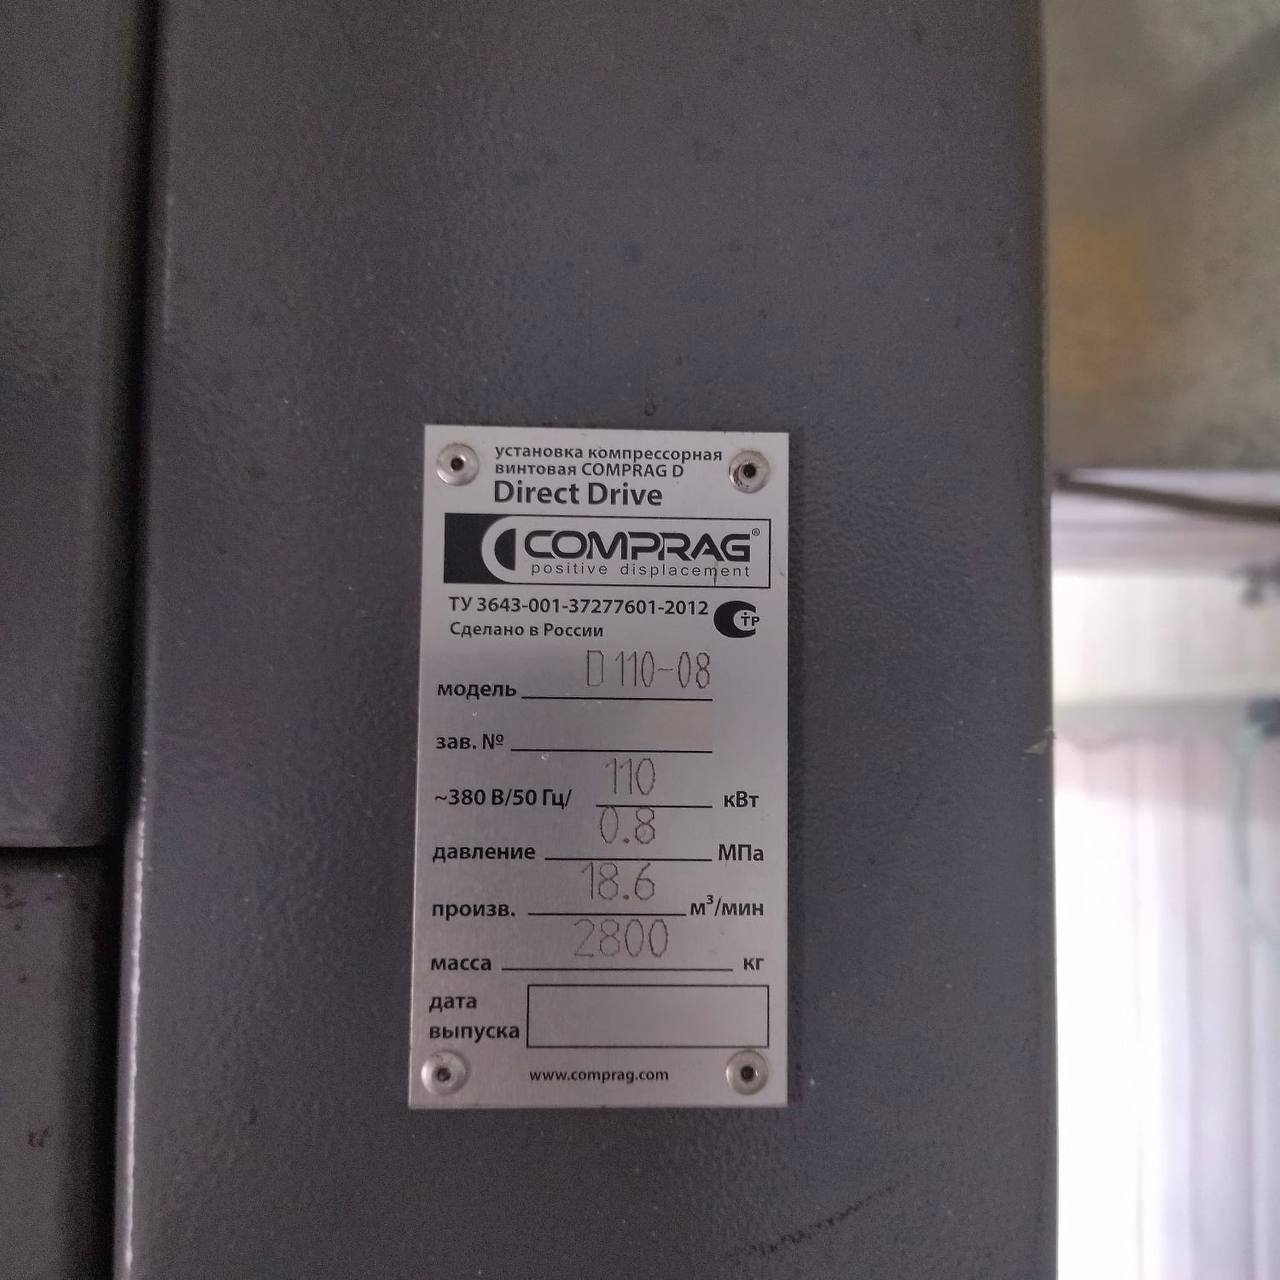 установка компрессорная
винтовая COMPRAG D
Direct Drive
COMPRAG®
positive displacement
ТУ 3643-001-37277601-2012
СТР
Сделано в России
модель D110-08
зав. №
~380 В/50 Гц/ 110 кВт
давление 0.8 МПа
произв. 18.6 м³/мин
масса 2800 кг
дата
выпуска
www.comprag.com